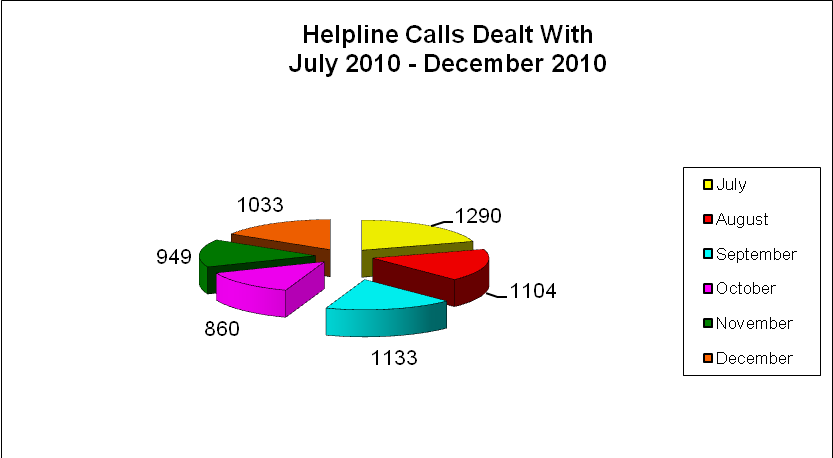 Helpline Calls Dealt With
July 2010 - December 2010
1033
1290
949
1104
860
1133
July
August
September
October
November
December